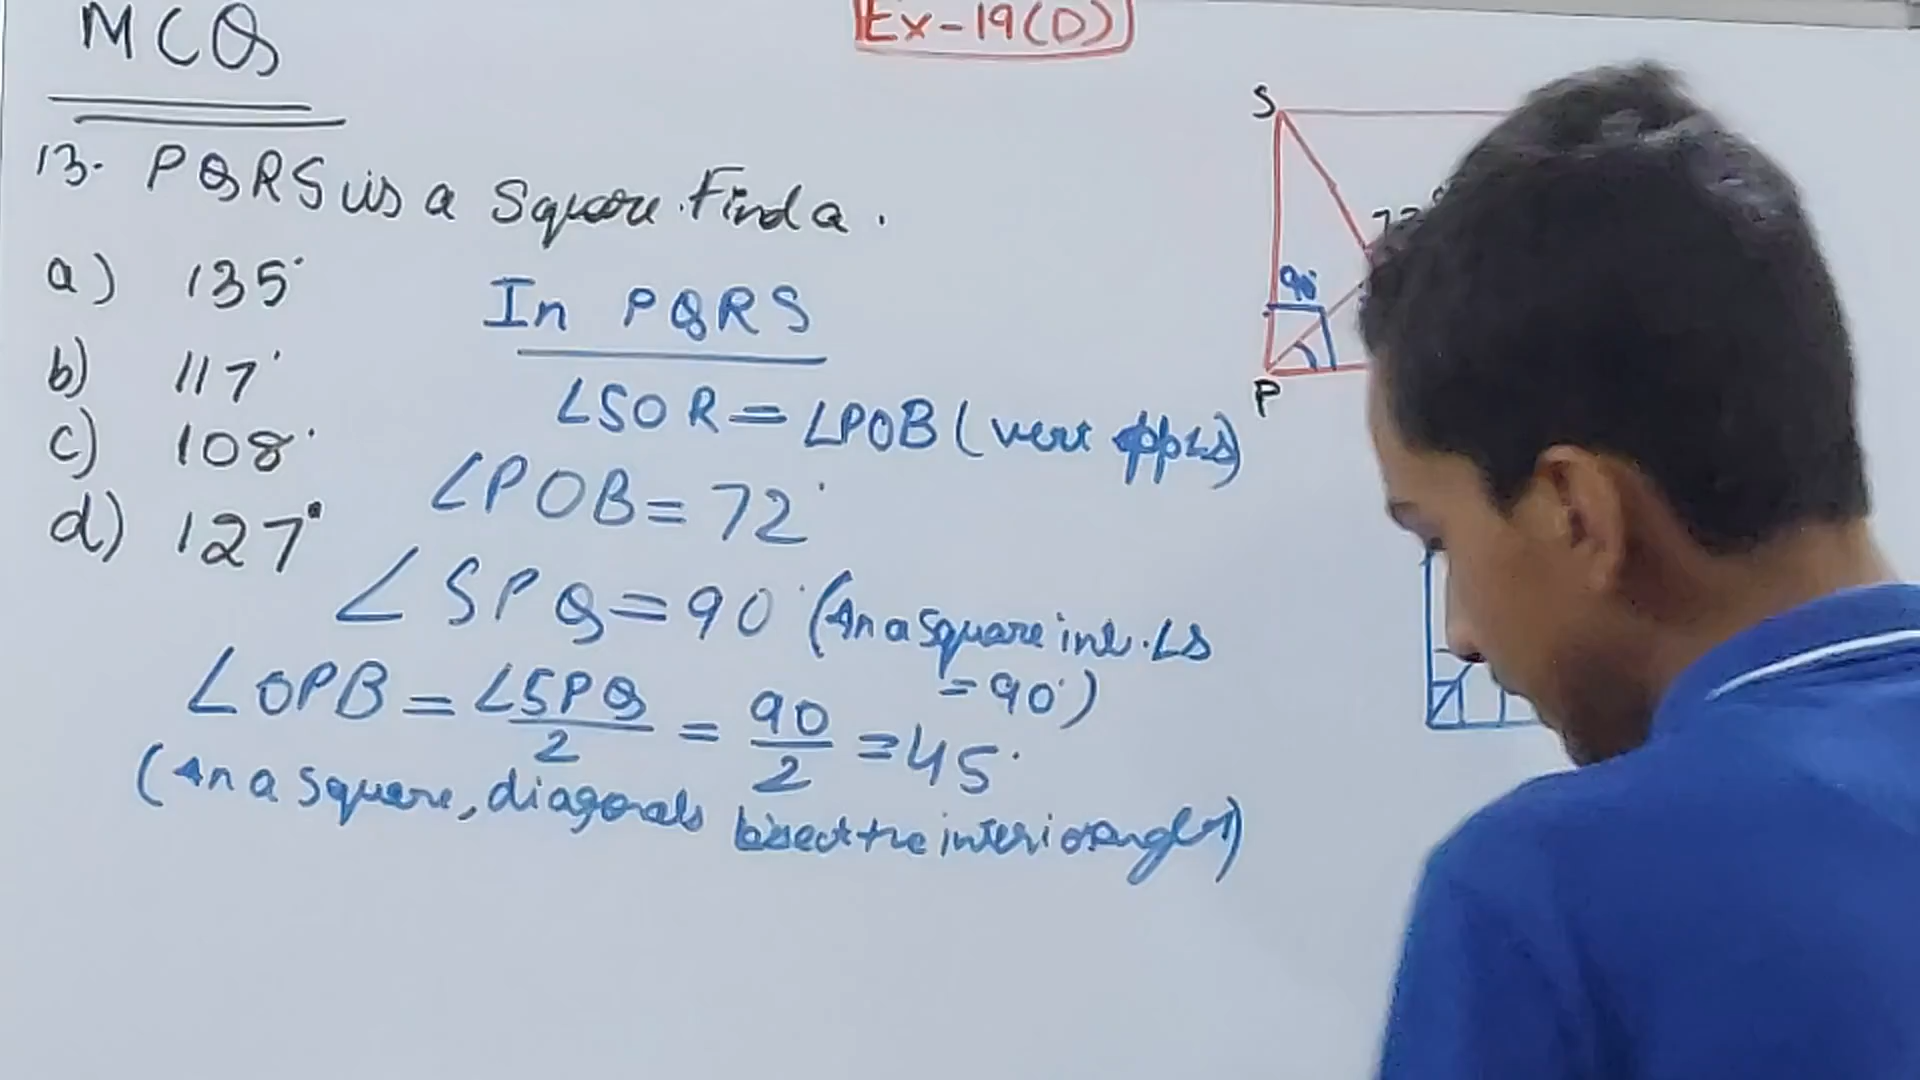 MCQ
Ex-19(D)
13. PQRS is a Square. Find a.
a) 135°
b) 117°
c) 108°
d) 127°
In PQRS
∠SOR = ∠POB (vert opp ∠s)
∠POB = 72°
∠SPQ = 90° (In a square int. ∠s
= 90°)
∠OPB = ∠SPQ/2 = 90/2 = 45°
(In a square, diagonals bisect the interior angles)
S
72°
90°
P